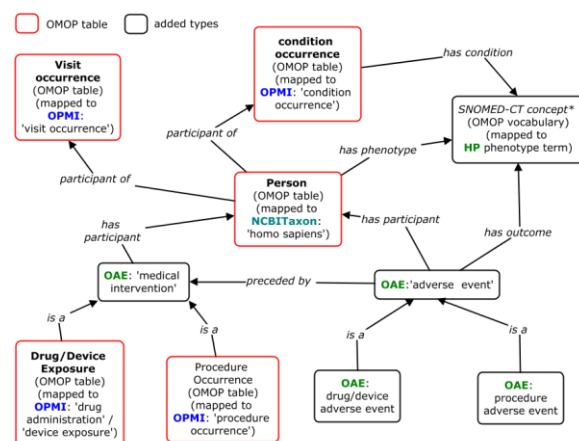 OMOP table
added types
Visit
occurrence
(OMOP table)
(mapped to
OPMI:
'visit occurrence')
condition
occurrence
(OMOP table)
(mapped to
OPMI: 'condition
occurrence')
has condition
SNOMED-CT concept*
(OMOP vocabulary)
(mapped to
HP phenotype term)
participant of
has phenotype
participant of
Person
(OMOP table)
(mapped to
NCBITaxon:
'homo sapiens')
has
participant
has participant
has
outcome
OAE: 'medical
intervention'
preceded by
OAE:'adverse event'
is a
is a
is a
is a
Drug/Device
Exposure
(OMOP table)
(mapped to
OPMI: 'drug
administration' /
'device exposure')
Procedure
Occurrence
(OMOP table)
(mapped to
OPMI: 'procedure
occurrence')
OAE:
drug/device
adverse event
OAE:
procedure
adverse event